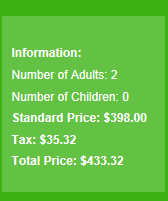 Information:
Number of Adults: 2
Number of Children: 0
Standard Price: $398.00
Tax: $35.32
Total Price: $433.32